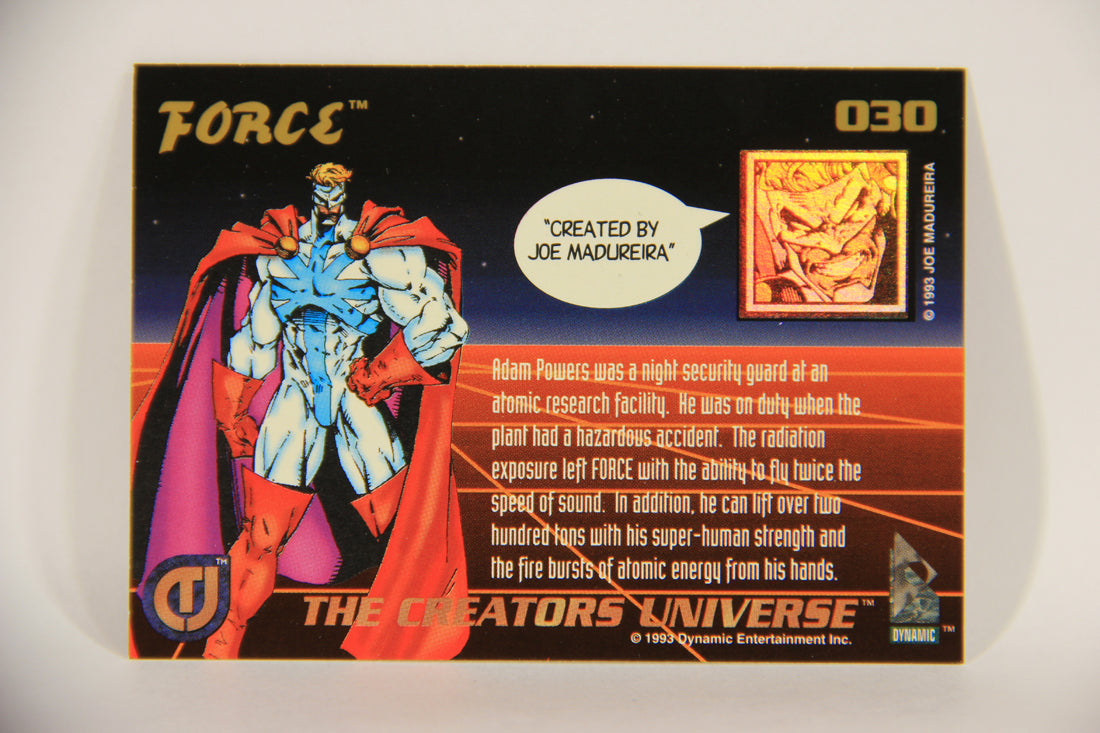 FORCE™
030
"CREATED BY
JOE MADUREIRA"
© 1993 JOE MADUREIRA
Adam Powers was a night security guard at an
atomic research facility. He was on duty when the
plant had a hazardous accident. The radiation
exposure left FORCE with the ability to fly twice the
speed of sound. In addition, he can lift over two
hundred tons with his super-human strength and
the fire bursts of atomic energy from his hands.
CU™
THE CREATORS UNIVERSE™
© 1993 Dynamic Entertainment Inc.
DYNAMIC™